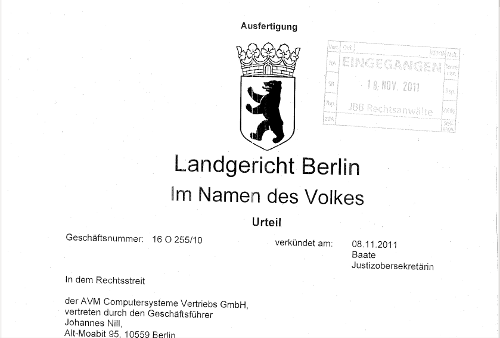 Ausfertigung
EINGEGANGEN
18. NOV. 2011
JBB Rechtsanwälte
Landgericht Berlin
Im Namen des Volkes
Urteil
Geschäftsnummer: 16 O 255/10
verkündet am: 08.11.2011
Baate
Justizobersekretärin
In dem Rechtsstreit
der AVM Computersysteme Vertriebs GmbH,
vertreten durch den Geschäftsführer
Johannes Nill,
Alt-Moabit 95, 10559 Berlin